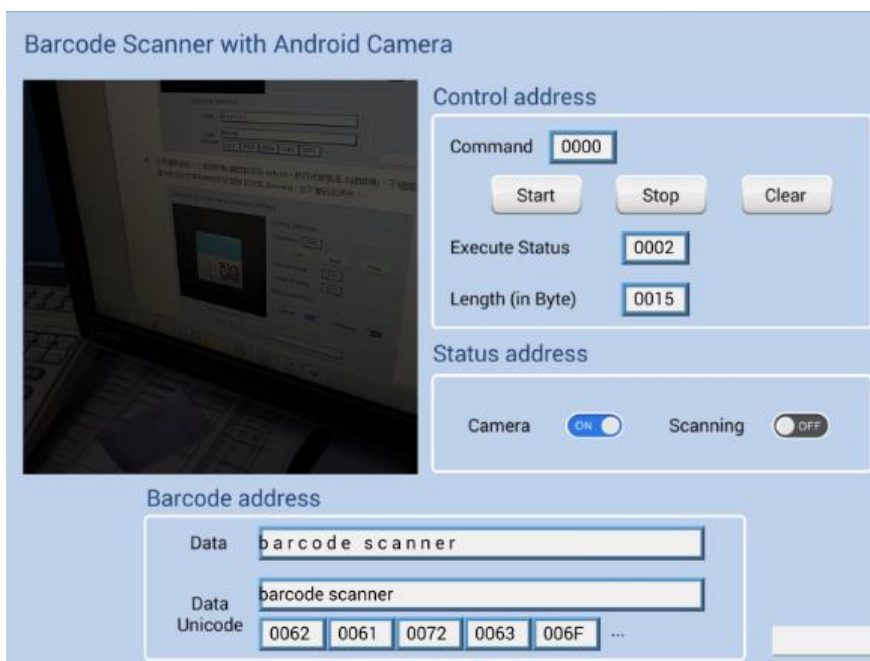 Barcode Scanner with Android Camera
Control address
Command 0000
Start Stop Clear
Execute Status 0002
Length (in Byte) 0015
Status address
Camera ON Scanning OFF
Barcode address
Data barcode scanner
Data Unicode barcode scanner
0062 0061 0072 0063 006F ...